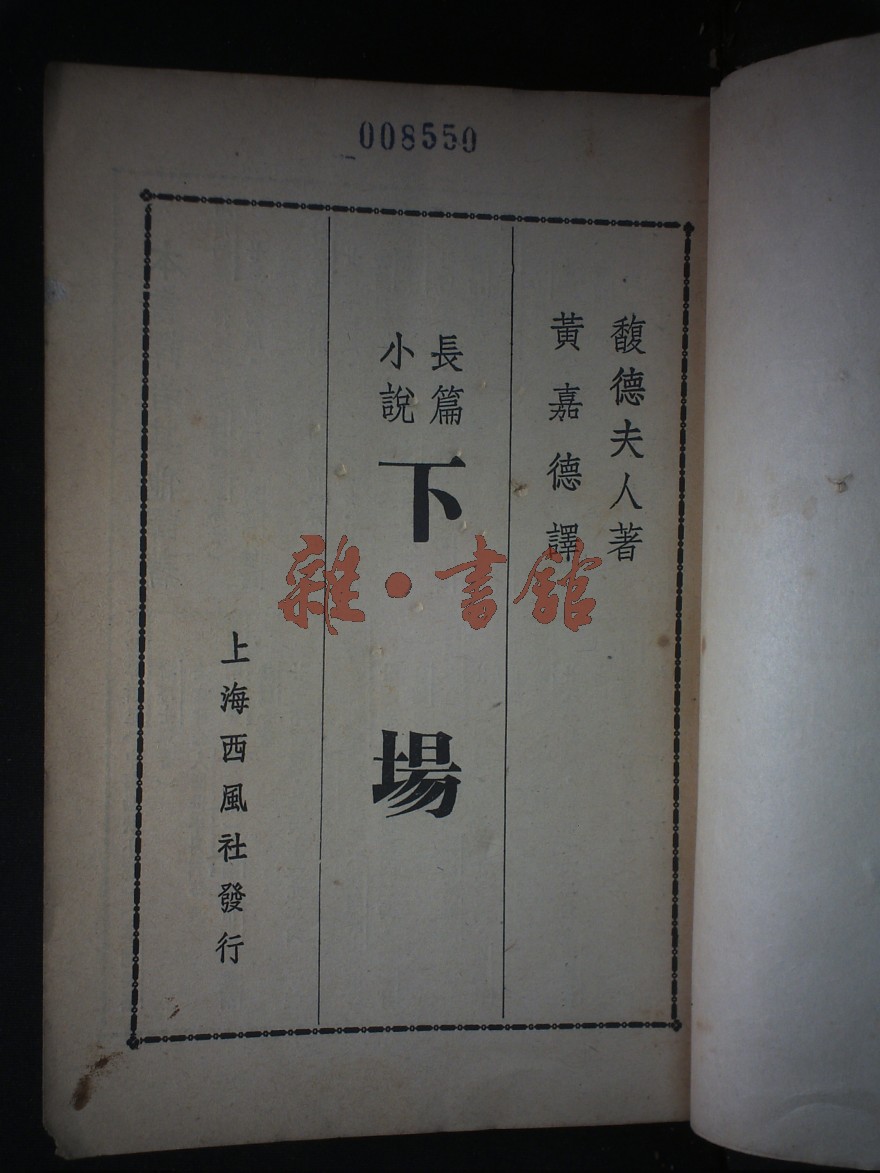 008550
馥德夫人著
黃嘉德譯
長篇
小說
下場
上海西風社發行
雜·書館